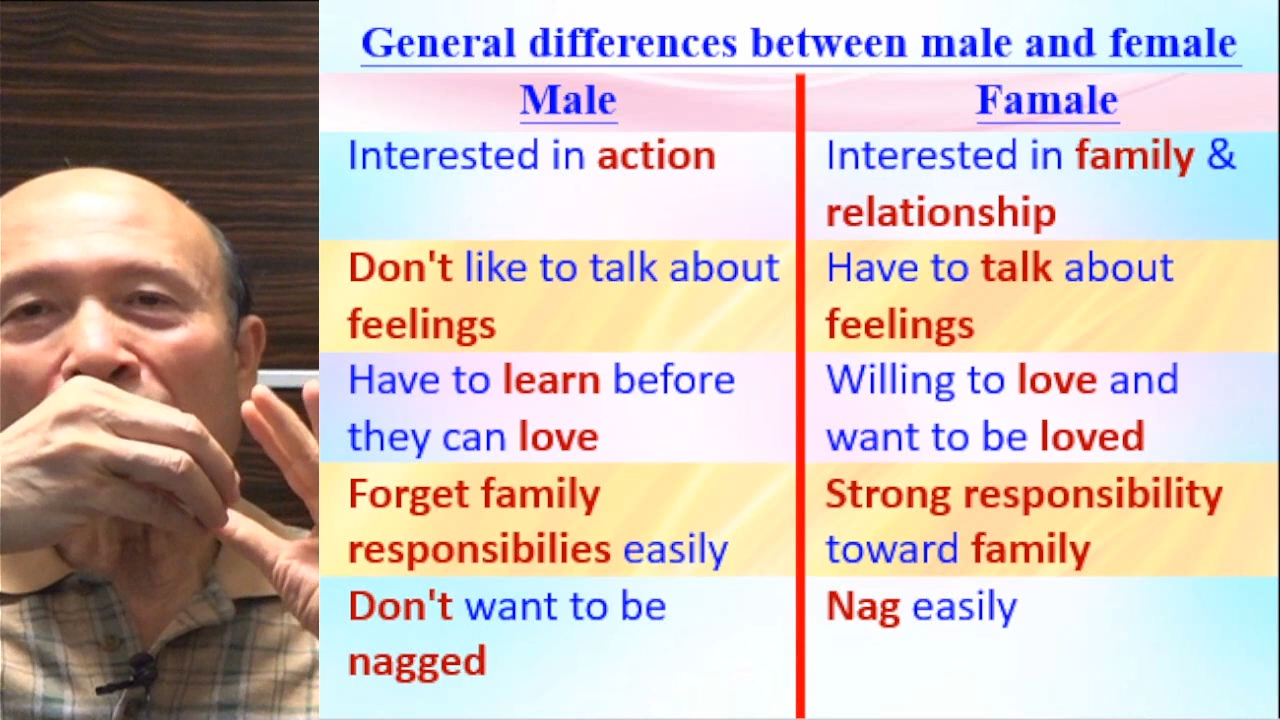 General differences between male and female
Male
Famale
Interested in action
Interested in family &
relationship
Don't like to talk about
feelings
Have to talk about
feelings
Have to learn before
they can love
Willing to love and
want to be loved
Forget family
responsibilies easily
Strong responsibility
toward family
Don't want to be
nagged
Nag easily